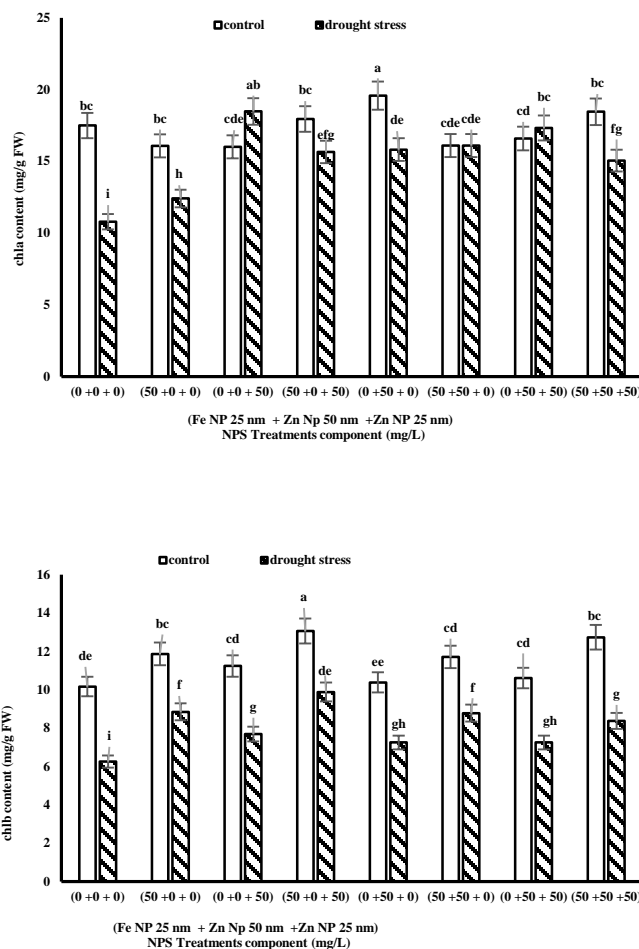 25
control
drought stress
a
bc
bc
cde
ab
bc
cde cde
cd
bc
bc
20
efg
de
fg
i
h
15
10
5
0
chla content (mg/g FW)
(0 +0 + 0)
(50 +0 + 0)
(0 +0 + 50)
(50 +0 + 50)
(0 +50 + 0)
(50 +50 + 0)
(0 +50 + 50)
(50 +50 +50)
(Fe NP 25 nm + Zn Np 50 nm +Zn NP 25 nm)
NPS Treatments component (mg/L)
control
drought stress
16
a
bc
14
bc
cd
cd
cd
de
de
ee
12
f
f
g
g
gh
gh
i
10
8
6
4
2
0
chlb content (mg/g FW)
(0 +0 + 0)
(50 +0 + 0)
(0 +0 + 50)
(50 +0 + 50)
(0 +50 + 0)
(50 +50 + 0)
(0 +50 + 50)
(50 +50 +50)
(Fe NP 25 nm + Zn Np 50 nm +Zn NP 25 nm)
NPS Treatments component (mg/L)